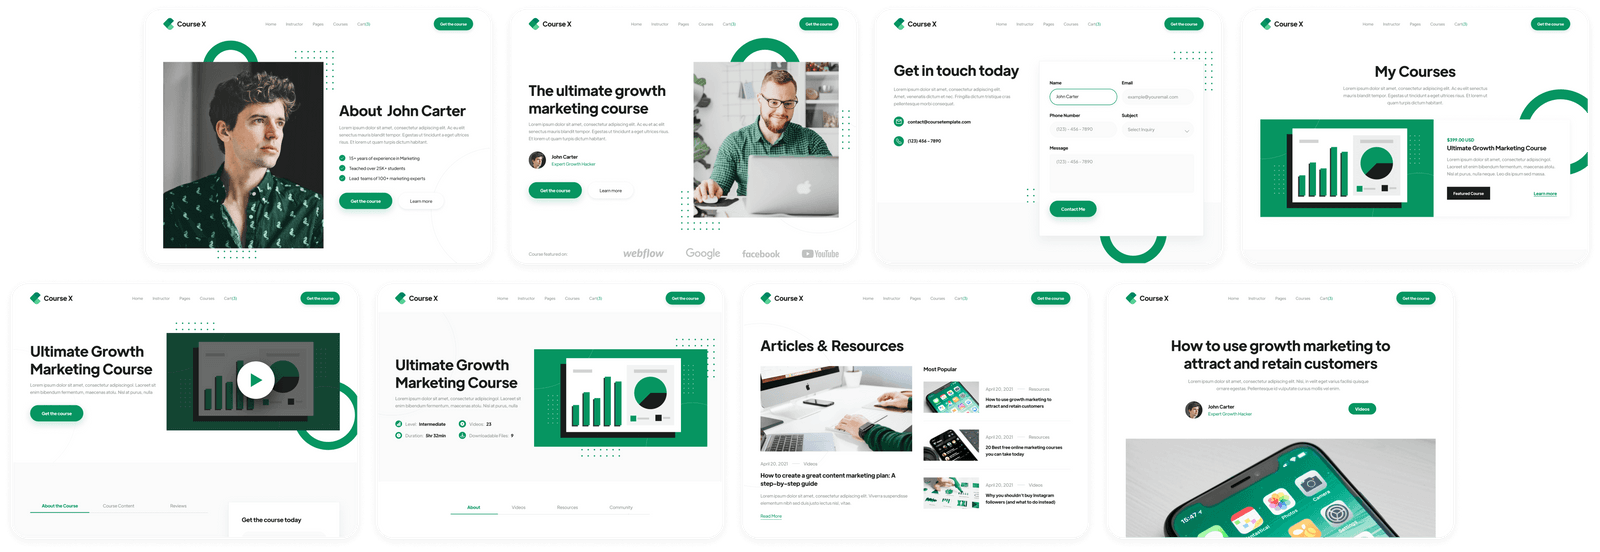 Course X
Home Instructor Pages Courses Cart(3)
Get the course
About John Carter
Lorem ipsum dolor sit amet, consectetur adipiscing elit. Ac eu elit
senectus mauris blandit tempor. Egestas ut tincidunt a eget ultrices
risus. Et lorem ut turpis dictum habitant.
15+ years of experience in Marketing
Teached over 25K+ students
Lead teams of 100+ marketing experts
Get the course
Learn more
Course X
Home Instructor Pages Courses Cart(3)
Get the course
The ultimate growth
marketing course
Lorem ipsum dolor sit amet, consectetur adipiscing elit. Ac eu elit
senectus mauris blandit tempor. Egestas ut tincidunt a eget ultrices
risus. Et lorem ut turpis dictum habitant.
John Carter
Expert Growth Hacker
Get the course
Learn more
Course featured on:
webflow
Google
facebook
YouTube
Course X
Home Instructor Pages Courses Cart(3)
Get the course
Get in touch today
Lorem ipsum dolor sit amet, consectetur adipiscing elit.
Amet, venenatis dictum et nec. Fringilla dictum tristique cras
pellentesque morbi consequat.
contact@coursetemplate.com
(123) 456 - 7890
Name
Email
John Carter
example@youremail.com
Phone Number
Subject
(123) - 456 - 7890
Select Inquiry
Message
(123) - 456 - 7890
Contact Me
Course X
Home Instructor Pages Courses Cart(3)
Get the course
My Courses
Lorem ipsum dolor sit amet, consectetur adipiscing elit. Ac eu elit
mauris blandit tempor. Egestas ut tincidunt a eget ultrices risus et lorem ut
quam turpis dictum habitant.
$399.00 USD
Ultimate Growth Marketing Course
Lorem ipsum dolor sit amet, consectetur adipiscing!
Laoreet sit enim bibendum fermentum, maecenas atolu.
Nisl at purus, nulla neque. Leo dis ipsum sed massa.
Featured Course
Learn more
Course X
Home Instructor Pages Courses Cart(3)
Get the course
Ultimate Growth
Marketing Course
Lorem ipsum dolor sit amet, consectetur adipiscing! Laoreet sit
enim bibendum fermentum, maecenas atolu. Nisl at purus, nulla
Get the course
About the Course
Course Content
Reviews
Get the course today
Course X
Home Instructor Pages Courses Cart(3)
Get the course
Ultimate Growth
Marketing Course
Lorem ipsum dolor sit amet, consectetur adipiscing! Laoreet sit
enim bibendum fermentum, maecenas atolu. Nisl at purus, nulla
Level: Intermediate
Videos: 23
Duration: 5hr 32min
Downloadable Files: 9
About
Videos
Resources
Community
Course X
Home Instructor Pages Courses Cart(3)
Get the course
Articles & Resources
April 20, 2021 Videos
How to create a great content marketing plan: A
step-by-step guide
Lorem ipsum dolor sit amet, consectetur adipiscing elit. Viverra suspendisse
elementum nibh sed duis justo lectus nisl, vitae.
Read More
Most Popular
April 20, 2021 Resources
How to use growth marketing to
attract and retain customers
April 20, 2021 Resources
20 Best free online marketing courses
you can take today
April 20, 2021 Videos
Why you shouldn't buy Instagram
followers (and what to do instead)
Course X
Home Instructor Pages Courses Cart(3)
Get the course
How to use growth marketing to
attract and retain customers
Lorem ipsum dolor sit amet, consectetur adipiscing elit. Nisl, in velit eget varius facilisi quisque
ornare egestas. Pellentesque id vulputate cursus mollis venenatis.
John Carter
Expert Growth Hacker
Videos
15:47
Photos
Camera
Settings